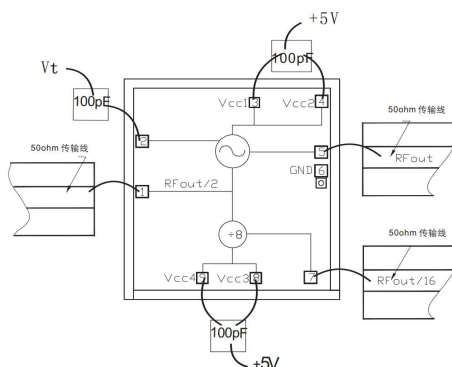 +5V
100pF
Vt
100pF
Vcc1 3
Vcc2 4
50ohm 传输线
2
5
RFout
GND 6
50ohm 传输线
1
RFout/2
÷8
50ohm 传输线
Vcc4 9
Vcc3 8
7
RFout/16
100pF
+5V